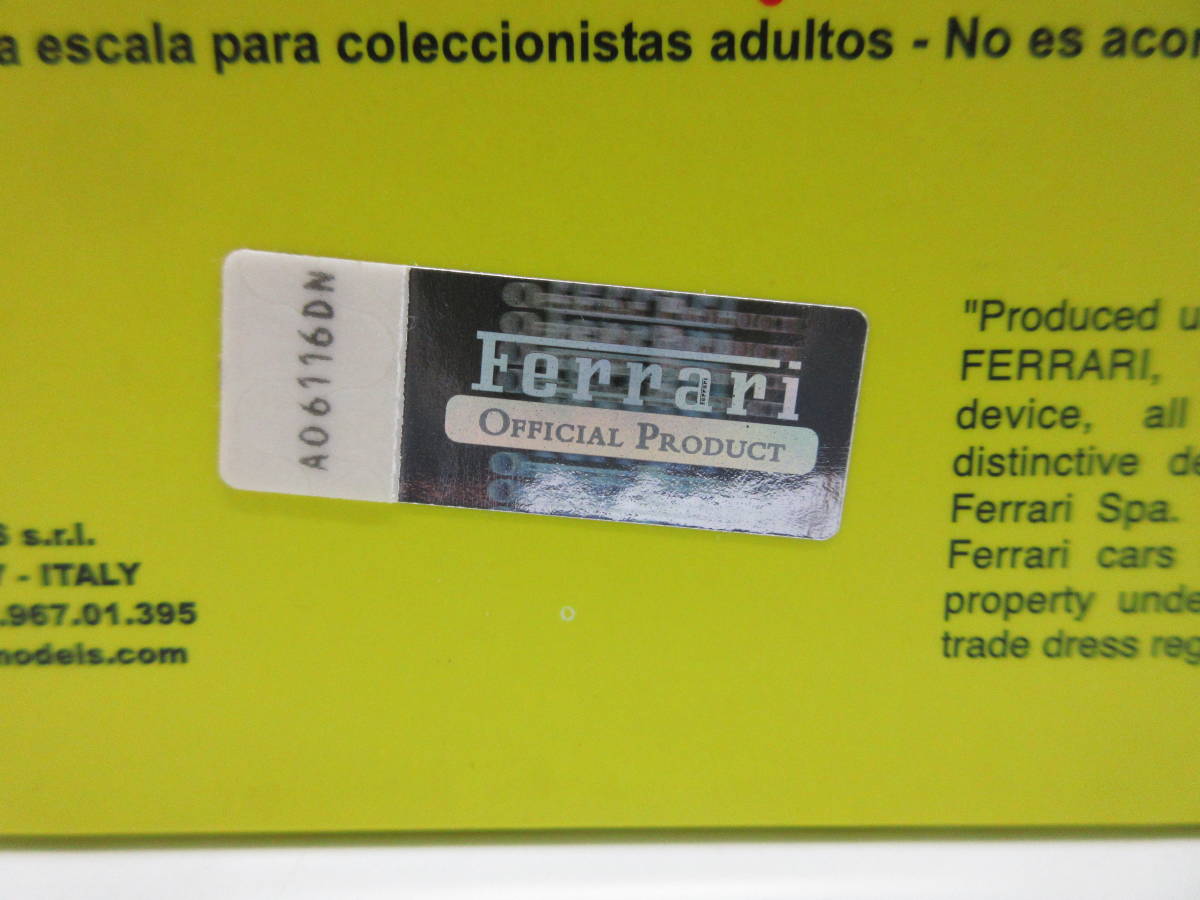 a escala para coleccionistas adultos - No es acor
A06116DN
Ferrari
OFFICIAL PRODUCT
s.r.l.
- ITALY
.967.01.395
models.com
"Produced u
FERRARI,
device, all
distinctive de
Ferrari Spa.
Ferrari cars
property unde
trade dress reg